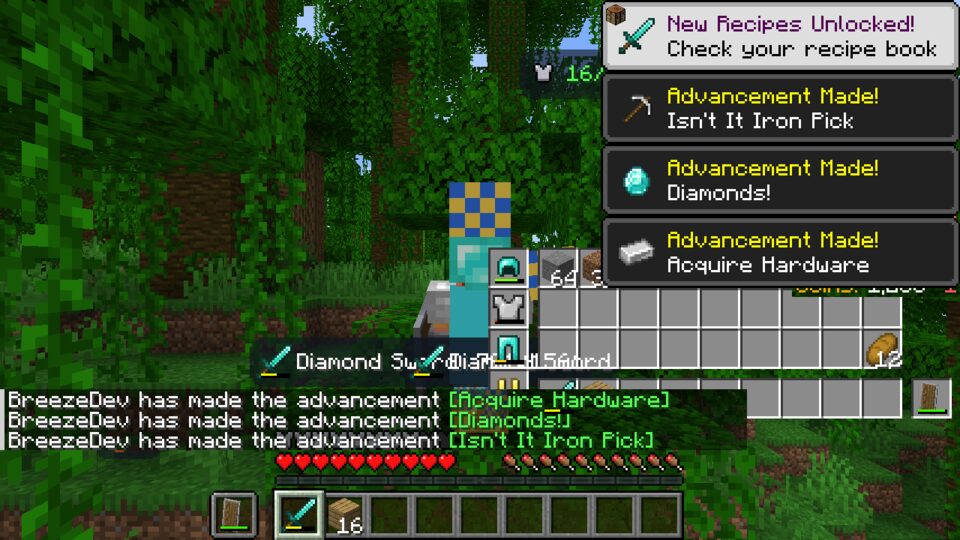 New Recipes Unlocked!
Check your recipe book
16/
Advancement Made!
Isn't It Iron Pick
Advancement Made!
Diamonds!
Advancement Made!
Acquire Hardware
64
12
Diamond
BreezeDev has made the advancement [Acquire Hardware]
BreezeDev has made the advancement [Diamonds!]
BreezeDev has made the advancement [Isn't It Iron Pick]
16